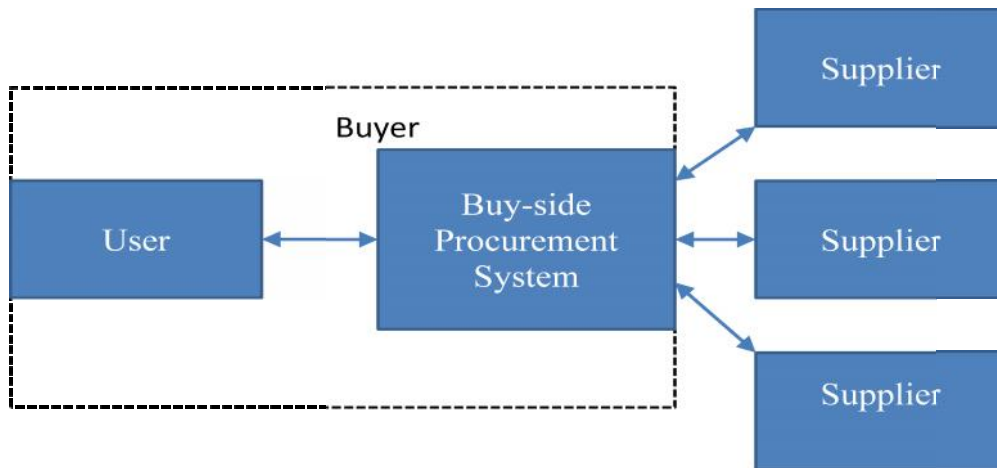 Supplier
Buyer
User
Buy-side
Procurement
System
Supplier
Supplier